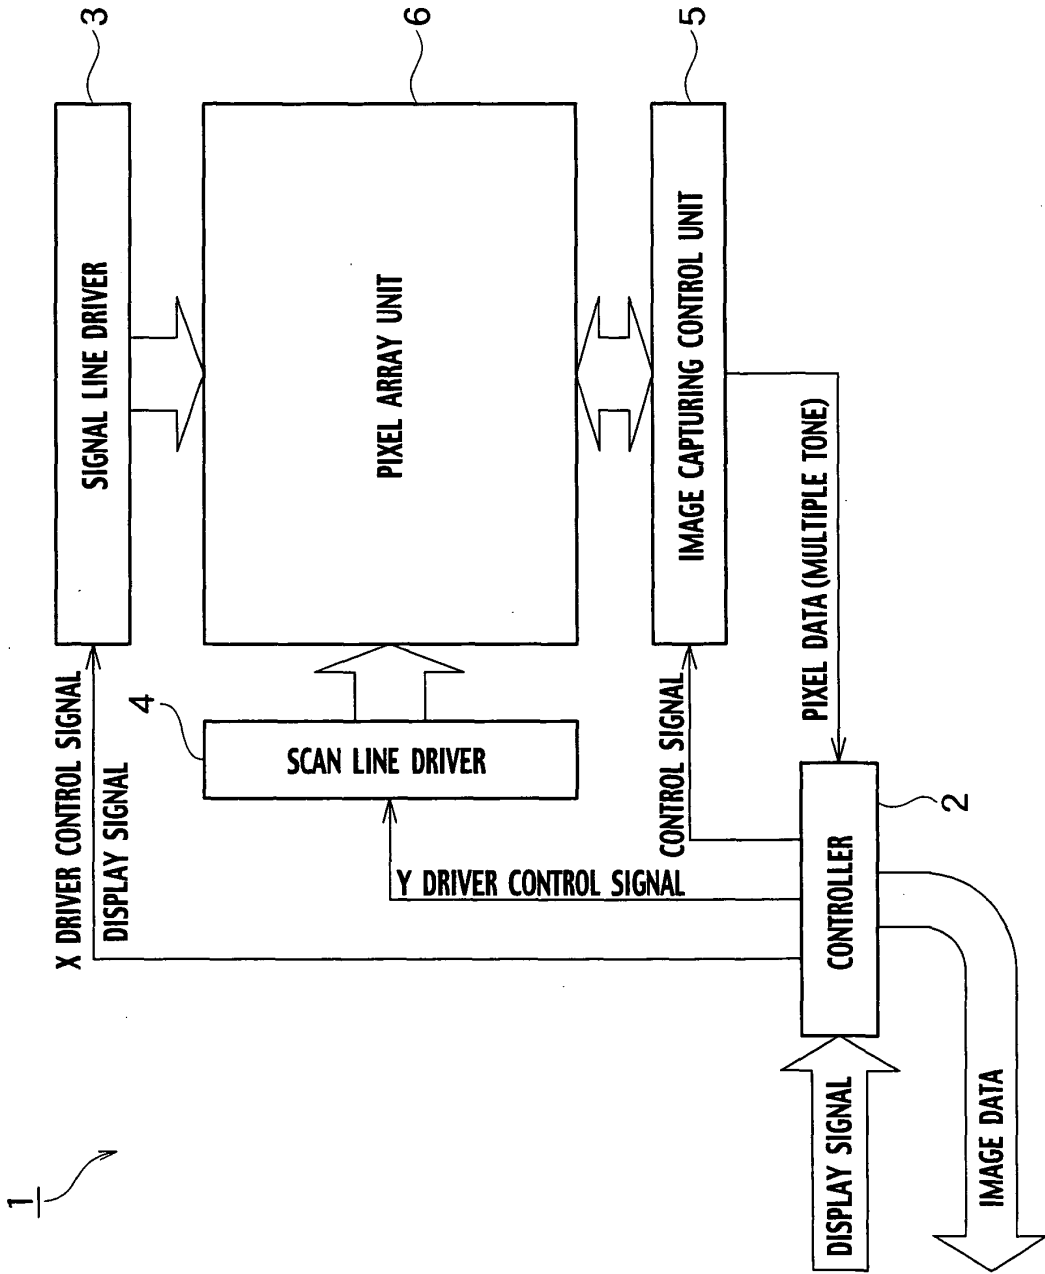 1
3
SIGNAL LINE DRIVER
X DRIVER CONTROL SIGNAL
DISPLAY SIGNAL
6
PIXEL ARRAY UNIT
4
SCAN LINE DRIVER
Y DRIVER CONTROL SIGNAL
5
IMAGE CAPTURING CONTROL UNIT
CONTROL SIGNAL
PIXEL DATA (MULTIPLE TONE)
2
CONTROLLER
DISPLAY SIGNAL
IMAGE DATA